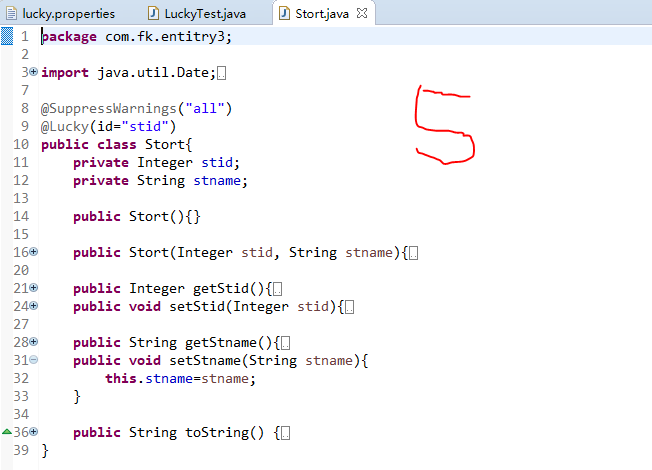 lucky.properties LuckyTest.java Stort.java
1 package com.fk.entitry3;
2
3 import java.util.Date;
7
8 @SuppressWarnings("all")
9 @Lucky(id="stid")
10 public class Stort{
11 private Integer stid;
12 private String stname;
13
14 public Stort(){}
15
16 public Stort(Integer stid, String stname){
20
21 public Integer getStid(){
24 public void setStid(Integer stid){
27
28 public String getStname(){
31 public void setStname(String stname){
32 this.stname=stname;
33 }
34
36 public String toString() {
39 }
5